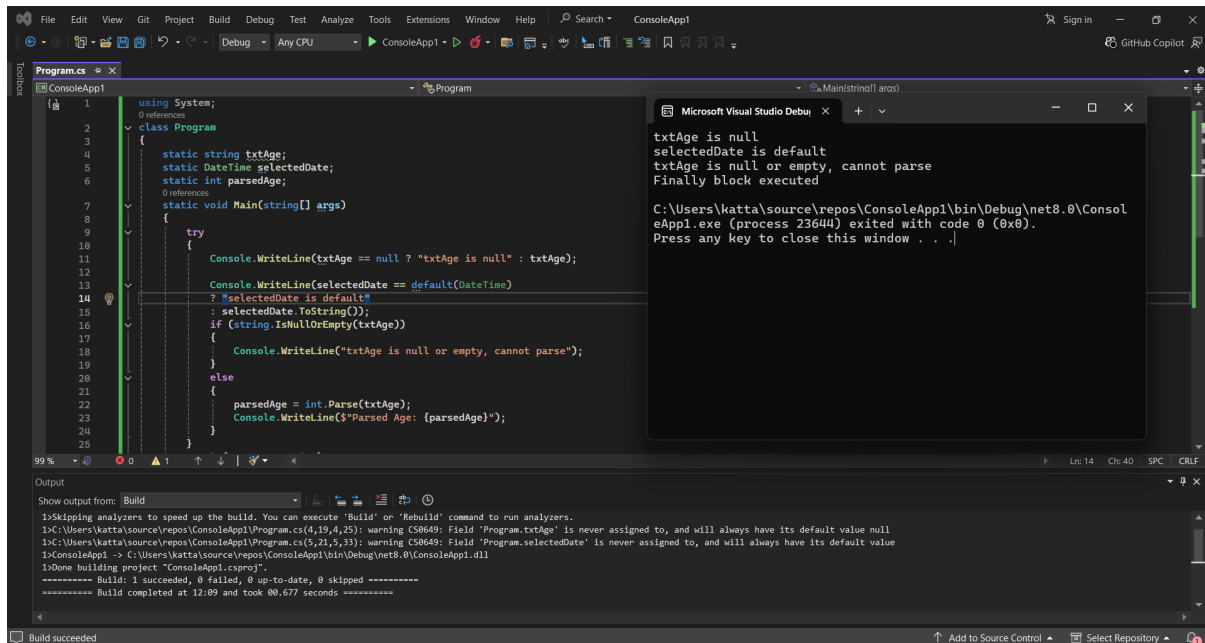 File Edit View Git Project Build Debug Test Analyze Tools Extensions Window Help Search ConsoleApp1 Sign in
Debug Any CPU ConsoleApp1 GitHub Copilot
Toolbox
Program.cs
ConsoleApp1 Program Main(string[] args)
1 using System;
0 references
2 class Program
3 {
4 static string txtAge;
5 static DateTime selectedDate;
6 static int parsedAge;
0 references
7 static void Main(string[] args)
8 {
9 try
10 {
11 Console.WriteLine(txtAge == null ? "txtAge is null" : txtAge);
12
13 Console.WriteLine(selectedDate == default(DateTime)
14 ? "selectedDate is default"
15 : selectedDate.ToString());
16 if (string.IsNullOrEmpty(txtAge))
17 {
18 Console.WriteLine("txtAge is null or empty, cannot parse");
19 }
20 else
21 {
22 parsedAge = int.Parse(txtAge);
23 Console.WriteLine($"Parsed Age: {parsedAge}");
24 }
25 }
Microsoft Visual Studio Debu
txtAge is null
selectedDate is default
txtAge is null or empty, cannot parse
Finally block executed
C:\Users\katta\source\repos\ConsoleApp1\bin\Debug\net8.0\Consol
eApp1.exe (process 23644) exited with code 0 (0x0).
Press any key to close this window . . .
99 % 0 1 Ln: 14 Ch: 40 SPC CRLF
Output
Show output from: Build
1>Skipping analyzers to speed up the build. You can execute 'Build' or 'Rebuild' command to run analyzers.
1>C:\Users\katta\source\repos\ConsoleApp1\Program.cs(4,19,4,25): warning CS0649: Field 'Program.txtAge' is never assigned to, and will always have its default value null
1>C:\Users\katta\source\repos\ConsoleApp1\Program.cs(5,21,5,33): warning CS0649: Field 'Program.selectedDate' is never assigned to, and will always have its default value
1>ConsoleApp1 -> C:\Users\katta\source\repos\ConsoleApp1\bin\Debug\net8.0\ConsoleApp1.dll
1>Done building project "ConsoleApp1.csproj".
========== Build: 1 succeeded, 0 failed, 0 up-to-date, 0 skipped ==========
========== Build completed at 12:09 and took 00.677 seconds ==========
Build succeeded Add to Source Control Select Repository